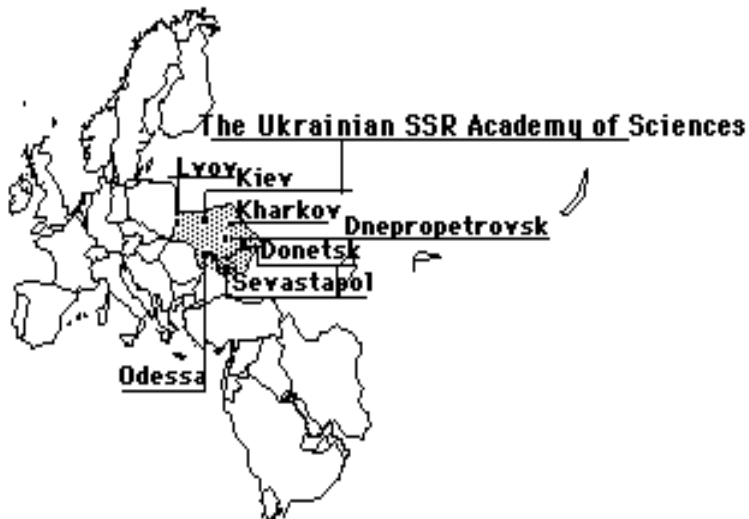 The Ukrainian SSR Academy of Sciences
Lvov
Kiev
Kharkov
Dnepropetrovsk
Donetsk
Sevastapol
Odessa